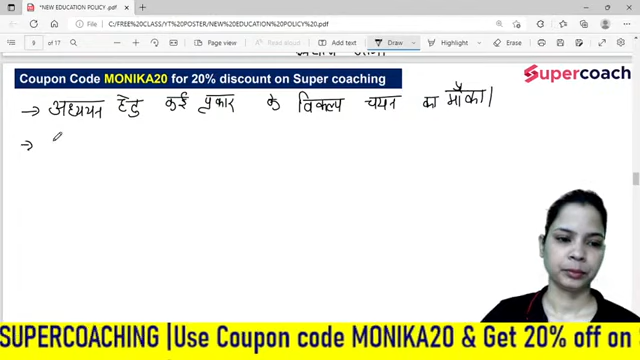 *NEW EDUCATION POLICY .pdf
C:/FREE%20CLASS/YT%20POSTER/NEW%20EDUCATION%20POLICY%20.pdf
9 of 17
Page view
Read aloud
Add text
Draw
Highlight
Erase
Coupon Code MONIKA20 for 20% discount on Super coaching
Supercoach
→ अध्ययन हेतु कई प्रकार के विकल्प चयन का मौका।
→
SUPERCOACHING |Use Coupon code MONIKA20 & Get 20% off on S